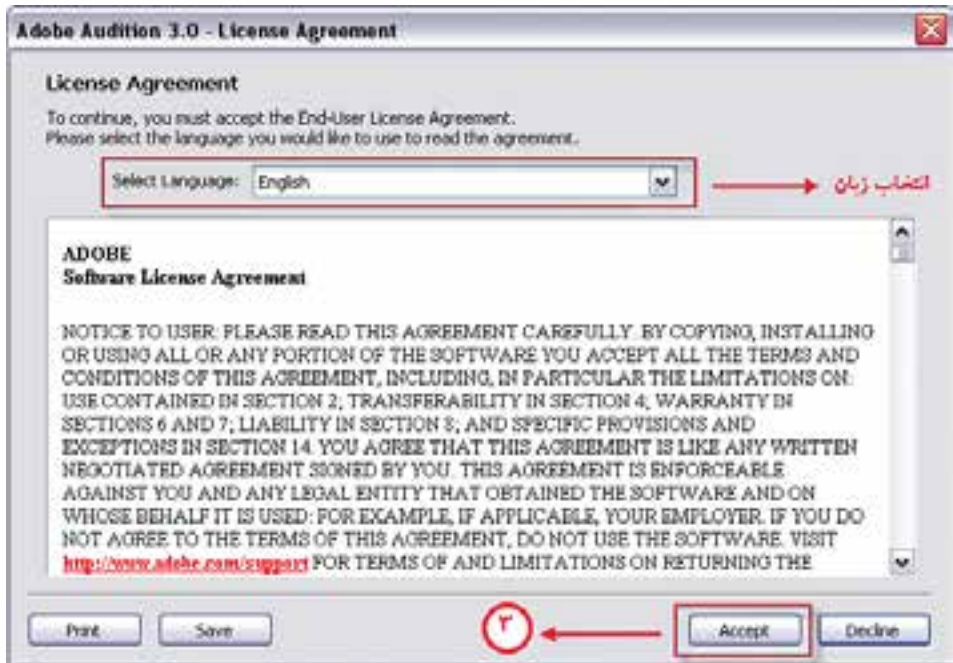 Adobe Audition 3.0 - License Agreement
License Agreement
To continue, you must accept the End-User License Agreement.
Please select the language you would like to use to read the agreement.
Select Language: English
انتخاب زبان
ADOBE
Software License Agreement
NOTICE TO USER: PLEASE READ THIS AGREEMENT CAREFULLY. BY COPYING, INSTALLING
OR USING ALL OR ANY PORTION OF THE SOFTWARE YOU ACCEPT ALL THE TERMS AND
CONDITIONS OF THIS AGREEMENT, INCLUDING, IN PARTICULAR THE LIMITATIONS ON:
USE CONTAINED IN SECTION 2; TRANSFERABILITY IN SECTION 4; WARRANTY IN
SECTIONS 6 AND 7; LIABILITY IN SECTION 8; AND SPECIFIC PROVISIONS AND
EXCEPTIONS IN SECTION 14. YOU AGREE THAT THIS AGREEMENT IS LIKE ANY WRITTEN
NEGOTIATED AGREEMENT SIGNED BY YOU. THIS AGREEMENT IS ENFORCEABLE
AGAINST YOU AND ANY LEGAL ENTITY THAT OBTAINED THE SOFTWARE AND ON
WHOSE BEHALF IT IS USED: FOR EXAMPLE, IF APPLICABLE, YOUR EMPLOYER. IF YOU DO
NOT AGREE TO THE TERMS OF THIS AGREEMENT, DO NOT USE THE SOFTWARE. VISIT
http://www.adobe.com/support FOR TERMS OF AND LIMITATIONS ON RETURNING THE
Print Save ۳ Accept Decline